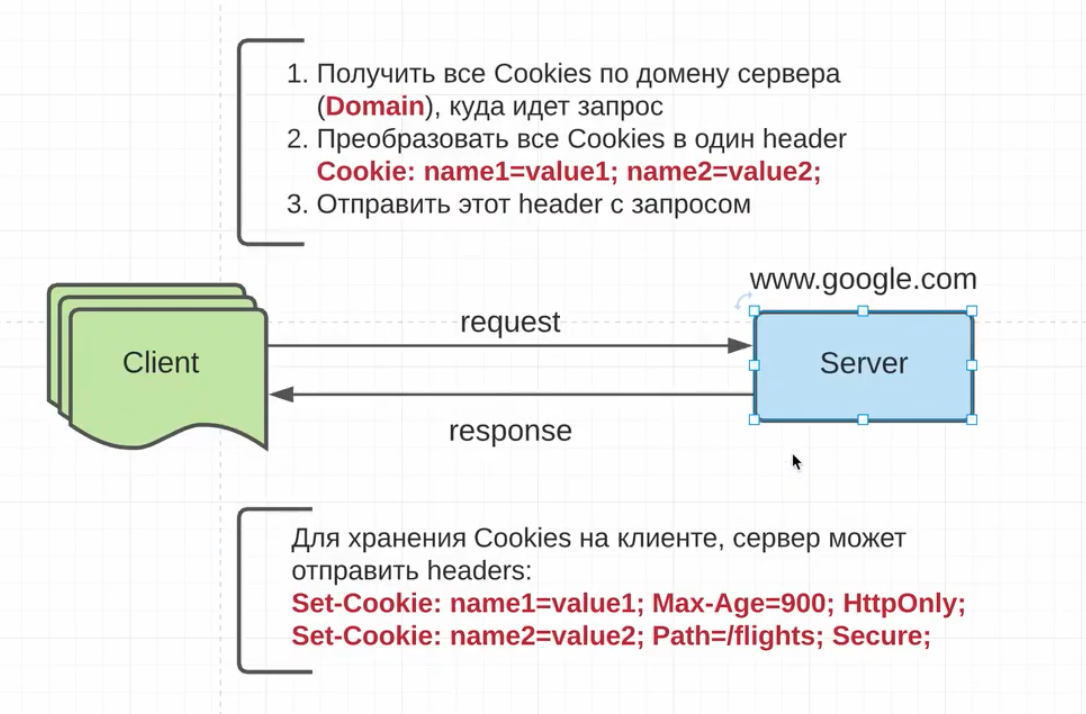 1. Получить все Cookies по домену сервера
(Domain), куда идет запрос
2. Преобразовать все Cookies в один header
Cookie: name1=value1; name2=value2;
3. Отправить этот header с запросом
www.google.com
request
Client
Server
response
Для хранения Cookies на клиенте, сервер может
отправить headers:
Set-Cookie: name1=value1; Max-Age=900; HttpOnly;
Set-Cookie: name2=value2; Path=/flights; Secure;